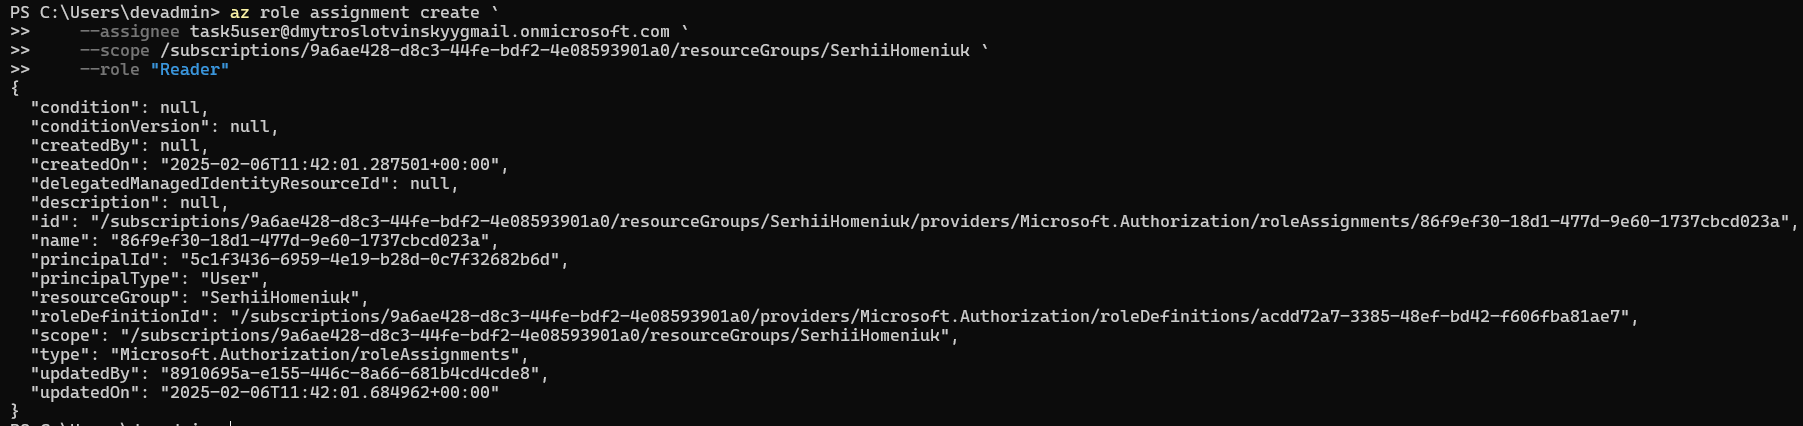 PS C:\Users\devadmin> az role assignment create `
>>     --assignee task5user@dmytroslotvinskyygmail.onmicrosoft.com `
>>     --scope /subscriptions/9a6ae428-d8c3-44fe-bdf2-4e08593901a0/resourceGroups/SerhiiHomeniuk `
>>     --role "Reader"
{
  "condition": null,
  "conditionVersion": null,
  "createdBy": null,
  "createdOn": "2025-02-06T11:42:01.287501+00:00",
  "delegatedManagedIdentityResourceId": null,
  "description": null,
  "id": "/subscriptions/9a6ae428-d8c3-44fe-bdf2-4e08593901a0/resourceGroups/SerhiiHomeniuk/providers/Microsoft.Authorization/roleAssignments/86f9ef30-18d1-477d-9e60-1737cbcd023a",
  "name": "86f9ef30-18d1-477d-9e60-1737cbcd023a",
  "principalId": "5c1f3436-6959-4e19-b28d-0c7f32682b6d",
  "principalType": "User",
  "resourceGroup": "SerhiiHomeniuk",
  "roleDefinitionId": "/subscriptions/9a6ae428-d8c3-44fe-bdf2-4e08593901a0/providers/Microsoft.Authorization/roleDefinitions/acdd72a7-3385-48ef-bd42-f606fba81ae7",
  "scope": "/subscriptions/9a6ae428-d8c3-44fe-bdf2-4e08593901a0/resourceGroups/SerhiiHomeniuk",
  "type": "Microsoft.Authorization/roleAssignments",
  "updatedBy": "8910695a-e155-446c-8a66-681b4cd4cde8",
  "updatedOn": "2025-02-06T11:42:01.684962+00:00"
}